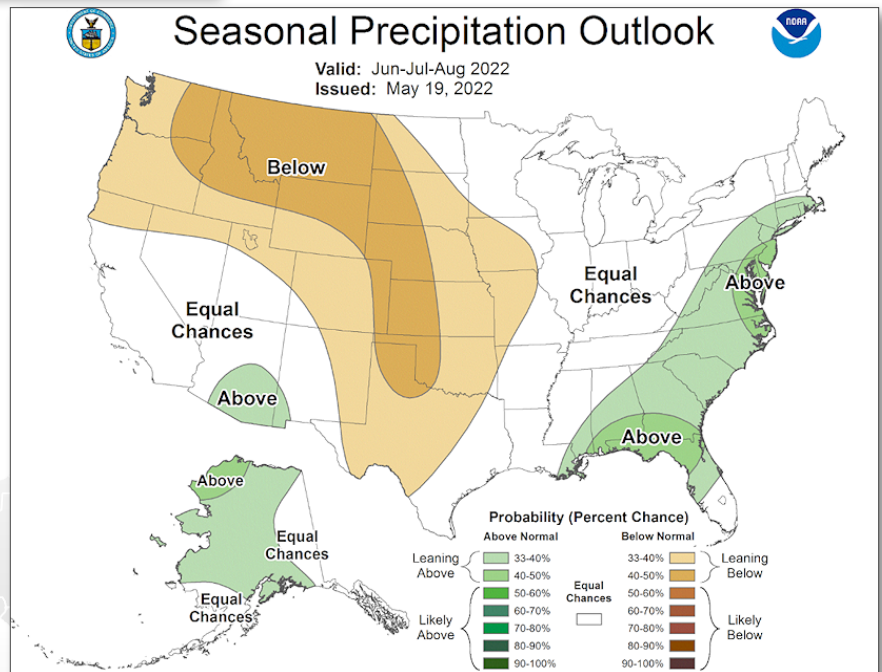 Seasonal Precipitation Outlook
NOAA
Valid: Jun-Jul-Aug 2022
Issued: May 19, 2022
Below
Equal
Chances
Above
Equal
Chances
Above
Above
Above
Equal
Chances
Equal
Chances
Probability (Percent Chance)
Above Normal
Below Normal
Leaning
Above
33-40%
40-50%
Likely
Above
50-60%
60-70%
70-80%
80-90%
90-100%
Equal
Chances
33-40%
40-50%
Leaning
Below
50-60%
60-70%
70-80%
80-90%
90-100%
Likely
Below